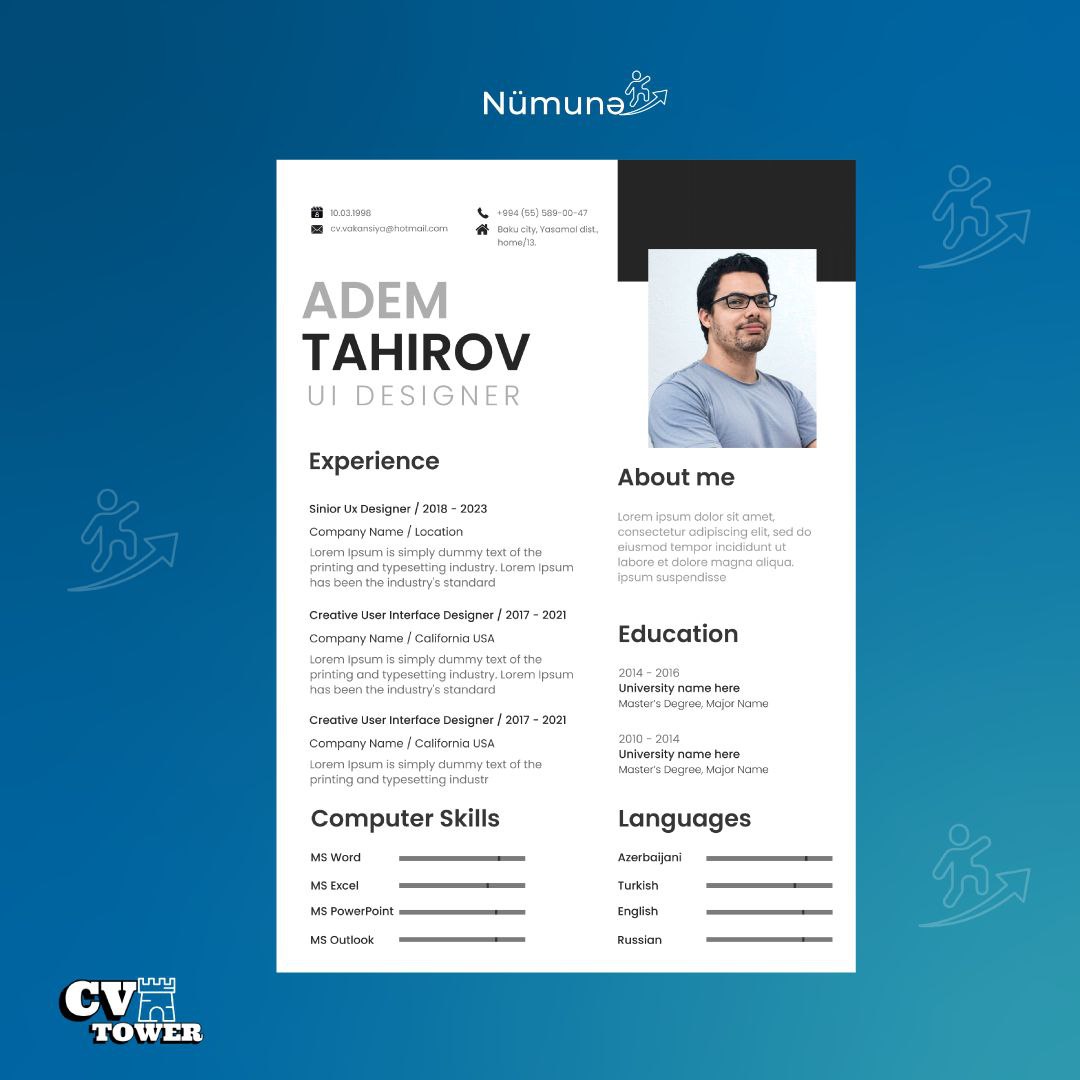 Nümunə
10.03.1998
cv.vakansiya@hotmail.com
+994 (55) 589-00-47
Baku city, Yasamal dist.,
home/13.
ADEM
TAHIROV
UI DESIGNER
Experience
Sinior Ux Designer / 2018 - 2023
Company Name / Location
Lorem Ipsum is simply dummy text of the
printing and typesetting industry. Lorem Ipsum
has been the industry's standard
Creative User Interface Designer / 2017 - 2021
Company Name / California USA
Lorem Ipsum is simply dummy text of the
printing and typesetting industry. Lorem Ipsum
has been the industry's standard
Creative User Interface Designer / 2017 - 2021
Company Name / California USA
Lorem Ipsum is simply dummy text of the
printing and typesetting industr
Computer Skills
MS Word
MS Excel
MS PowerPoint
MS Outlook
About me
Lorem ipsum dolor sit amet,
consectetur adipiscing elit, sed do
eiusmod tempor incididunt ut
labore et dolore magna aliqua.
ipsum suspendisse
Education
2014 - 2016
University name here
Master's Degree, Major Name
2010 - 2014
University name here
Master's Degree, Major Name
Languages
Azerbaijani
Turkish
English
Russian
CV
TOWER